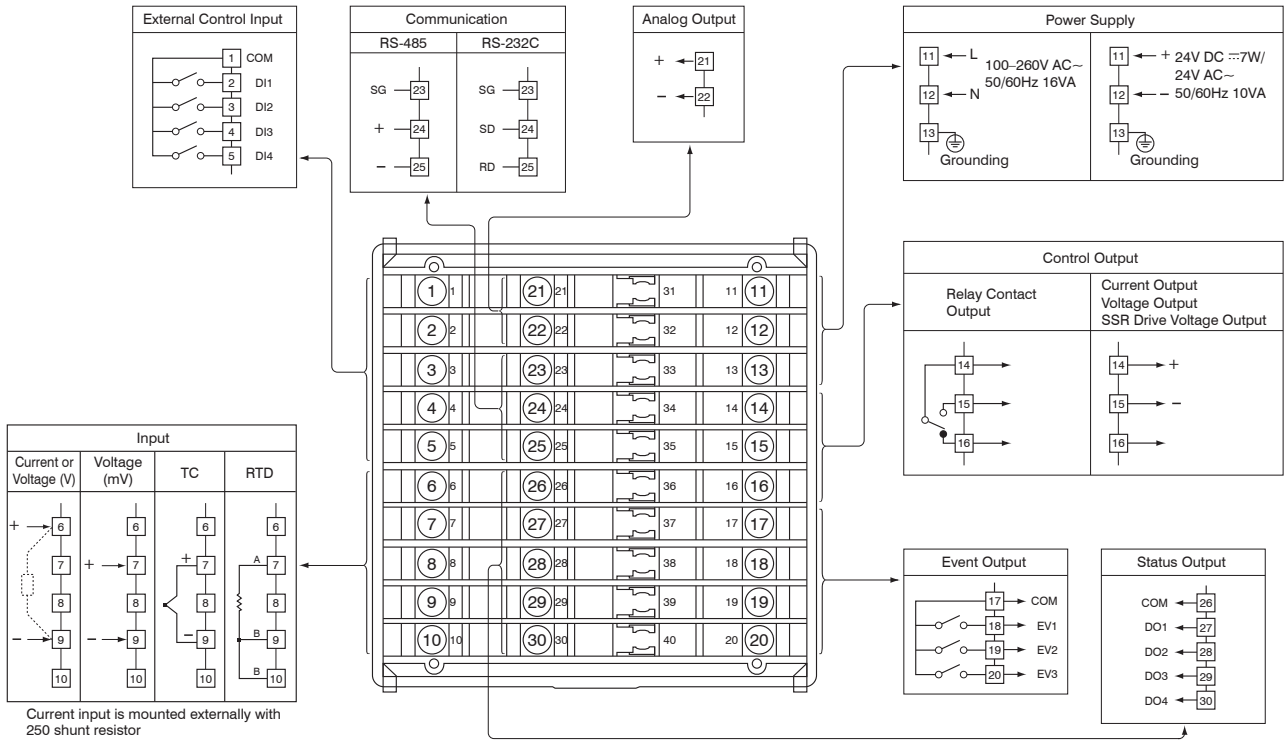 External Control Input
1 COM
2 DI1
3 DI2
4 DI3
5 DI4
Communication
RS-485
RS-232C
SG 23
+ 24
− 25
SG 23
SD 24
RD 25
Analog Output
+ 21
− 22
Power Supply
11 L
100–260V AC~
50/60Hz 16VA
12 N
13
Grounding
11 + 24V DC ⎓7W/
24V AC~
12 − 50/60Hz 10VA
13
Grounding
1 1 21 21 31 11 11
2 2 22 22 32 12 12
3 3 23 23 33 13 13
4 4 24 24 34 14 14
5 5 25 25 35 15 15
6 6 26 26 36 16 16
7 7 27 27 37 17 17
8 8 28 28 38 18 18
9 9 29 29 39 19 19
10 10 30 30 40 20 20
Control Output
Relay Contact
Output
14
15
16
Current Output
Voltage Output
SSR Drive Voltage Output
14 +
15 −
16
Input
Current or
Voltage (V)
+ 6
7
8
− 9
10
Voltage
(mV)
6
+ 7
8
− 9
10
TC
6
+ 7
8
− 9
10
RTD
6
A 7
8
B 9
B 10
Current input is mounted externally with
250 shunt resistor
Event Output
17 COM
18 EV1
19 EV2
20 EV3
Status Output
COM 26
DO1 27
DO2 28
DO3 29
DO4 30